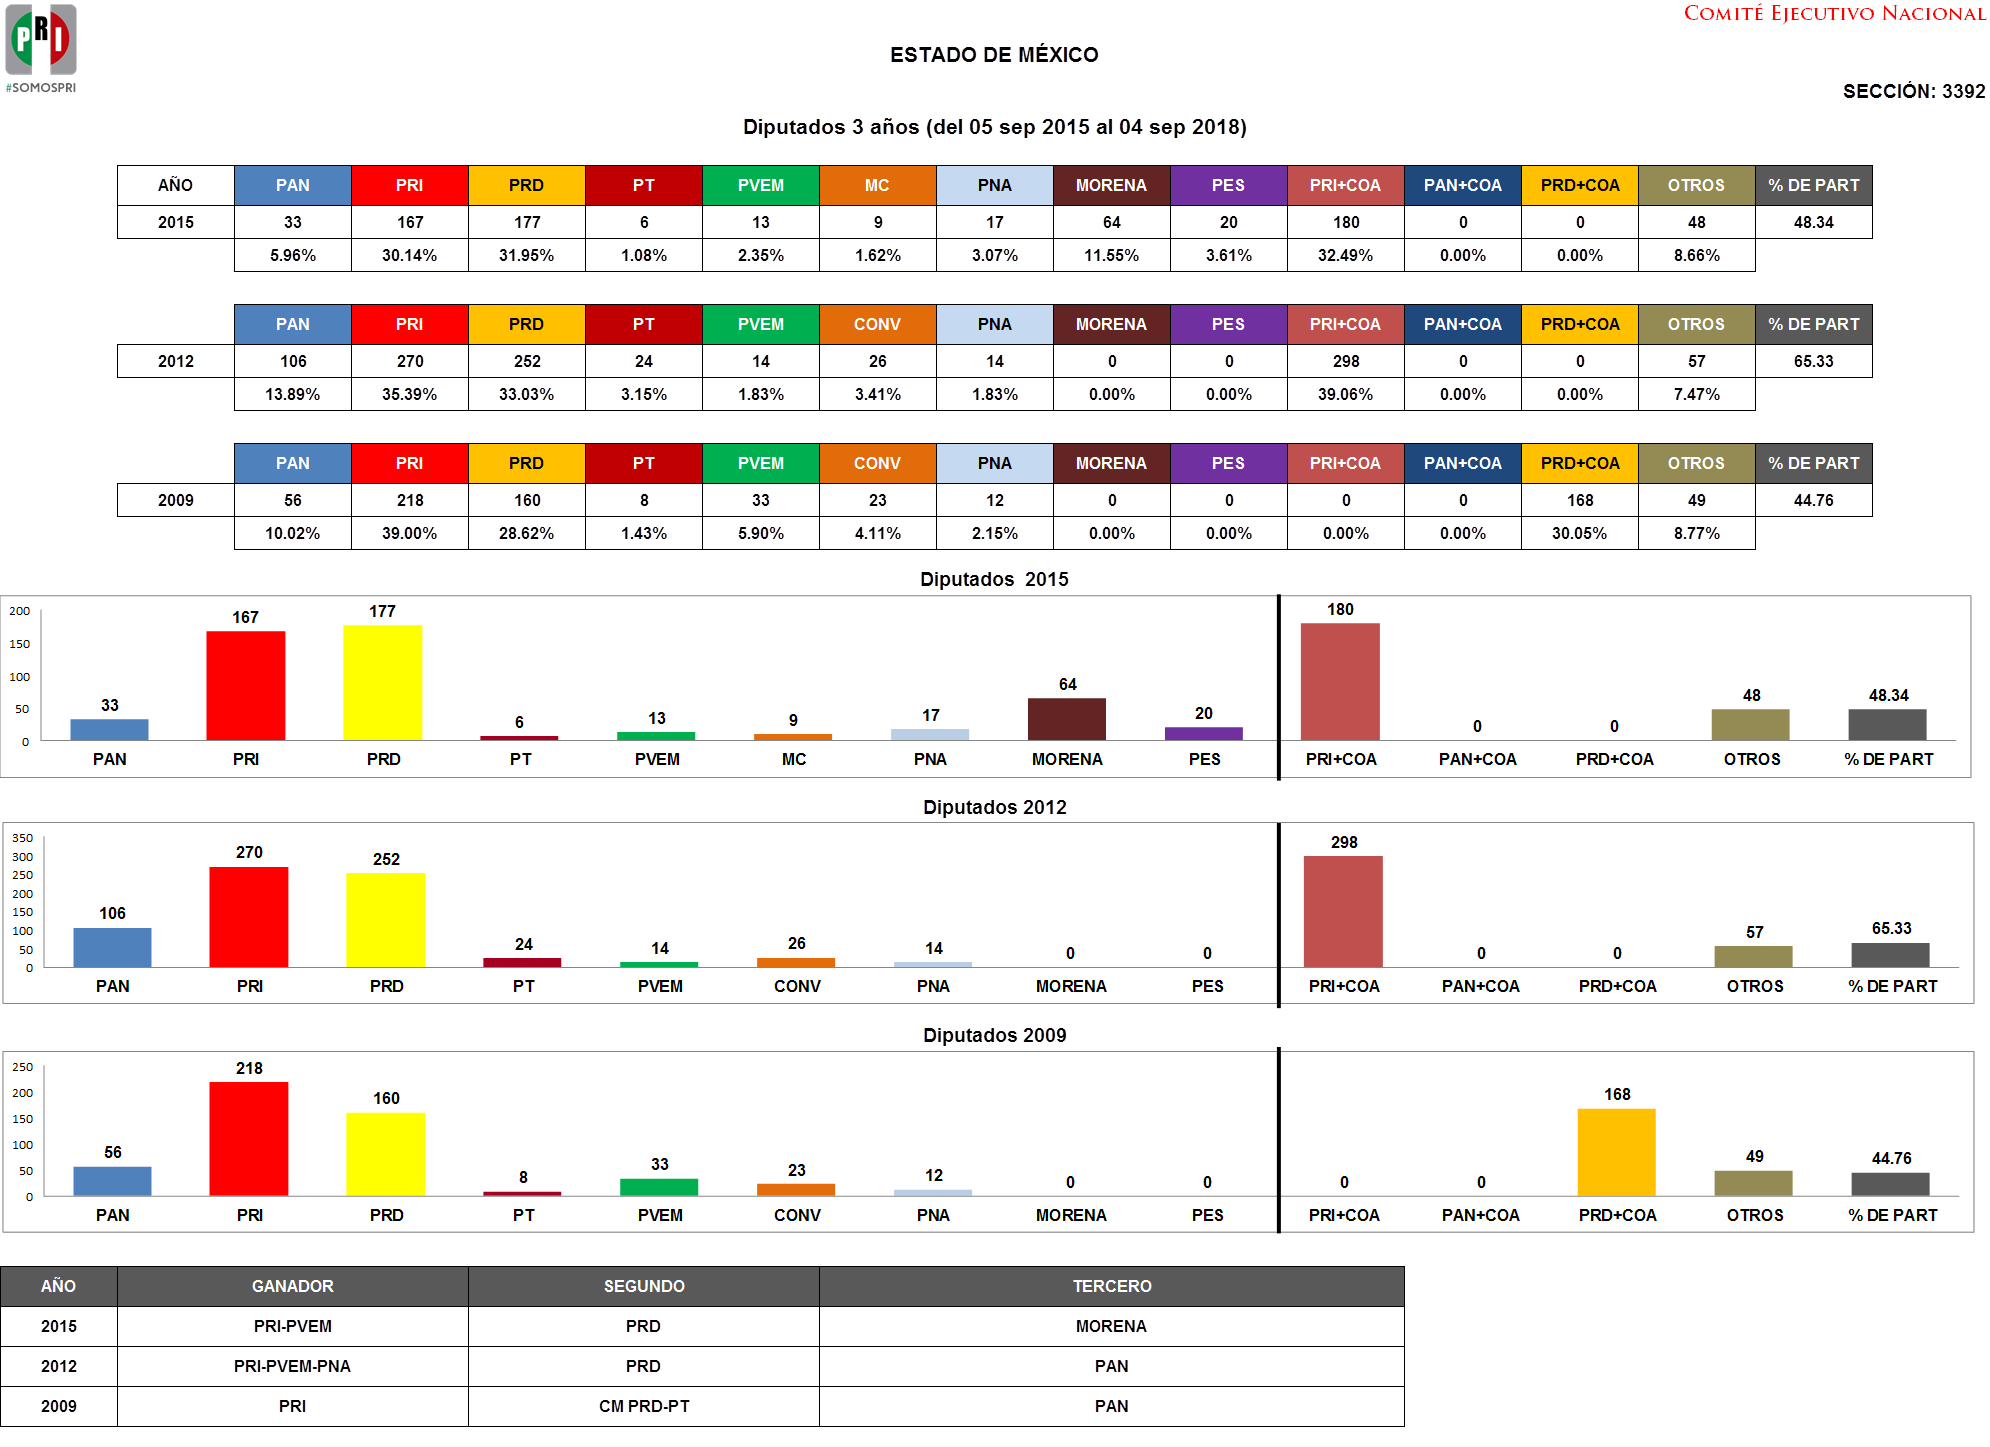 PRI
#SOMOSPRI
COMITÉ EJECUTIVO NACIONAL
ESTADO DE MÉXICO
SECCIÓN: 3392
Diputados 3 años (del 05 sep 2015 al 04 sep 2018)
AÑO PAN PRI PRD PT PVEM MC PNA MORENA PES PRI+COA PAN+COA PRD+COA OTROS % DE PART
2015 33 167 177 6 13 9 17 64 20 180 0 0 48 48.34
5.96% 30.14% 31.95% 1.08% 2.35% 1.62% 3.07% 11.55% 3.61% 32.49% 0.00% 0.00% 8.66%
PAN PRI PRD PT PVEM CONV PNA MORENA PES PRI+COA PAN+COA PRD+COA OTROS % DE PART
2012 106 270 252 24 14 26 14 0 0 298 0 0 57 65.33
13.89% 35.39% 33.03% 3.15% 1.83% 3.41% 1.83% 0.00% 0.00% 39.06% 0.00% 0.00% 7.47%
PAN PRI PRD PT PVEM CONV PNA MORENA PES PRI+COA PAN+COA PRD+COA OTROS % DE PART
2009 56 218 160 8 33 23 12 0 0 0 0 168 49 44.76
10.02% 39.00% 28.62% 1.43% 5.90% 4.11% 2.15% 0.00% 0.00% 0.00% 0.00% 30.05% 8.77%
Diputados 2015
200
150
100
50
0
33 167 177 6 13 9 17 64 20 180 0 0 48 48.34
PAN PRI PRD PT PVEM MC PNA MORENA PES PRI+COA PAN+COA PRD+COA OTROS % DE PART
Diputados 2012
350
300
250
200
150
100
50
0
106 270 252 24 14 26 14 0 0 298 0 0 57 65.33
PAN PRI PRD PT PVEM CONV PNA MORENA PES PRI+COA PAN+COA PRD+COA OTROS % DE PART
Diputados 2009
250
200
150
100
50
0
56 218 160 8 33 23 12 0 0 0 0 168 49 44.76
PAN PRI PRD PT PVEM CONV PNA MORENA PES PRI+COA PAN+COA PRD+COA OTROS % DE PART
AÑO GANADOR SEGUNDO TERCERO
2015 PRI-PVEM PRD MORENA
2012 PRI-PVEM-PNA PRD PAN
2009 PRI CM PRD-PT PAN